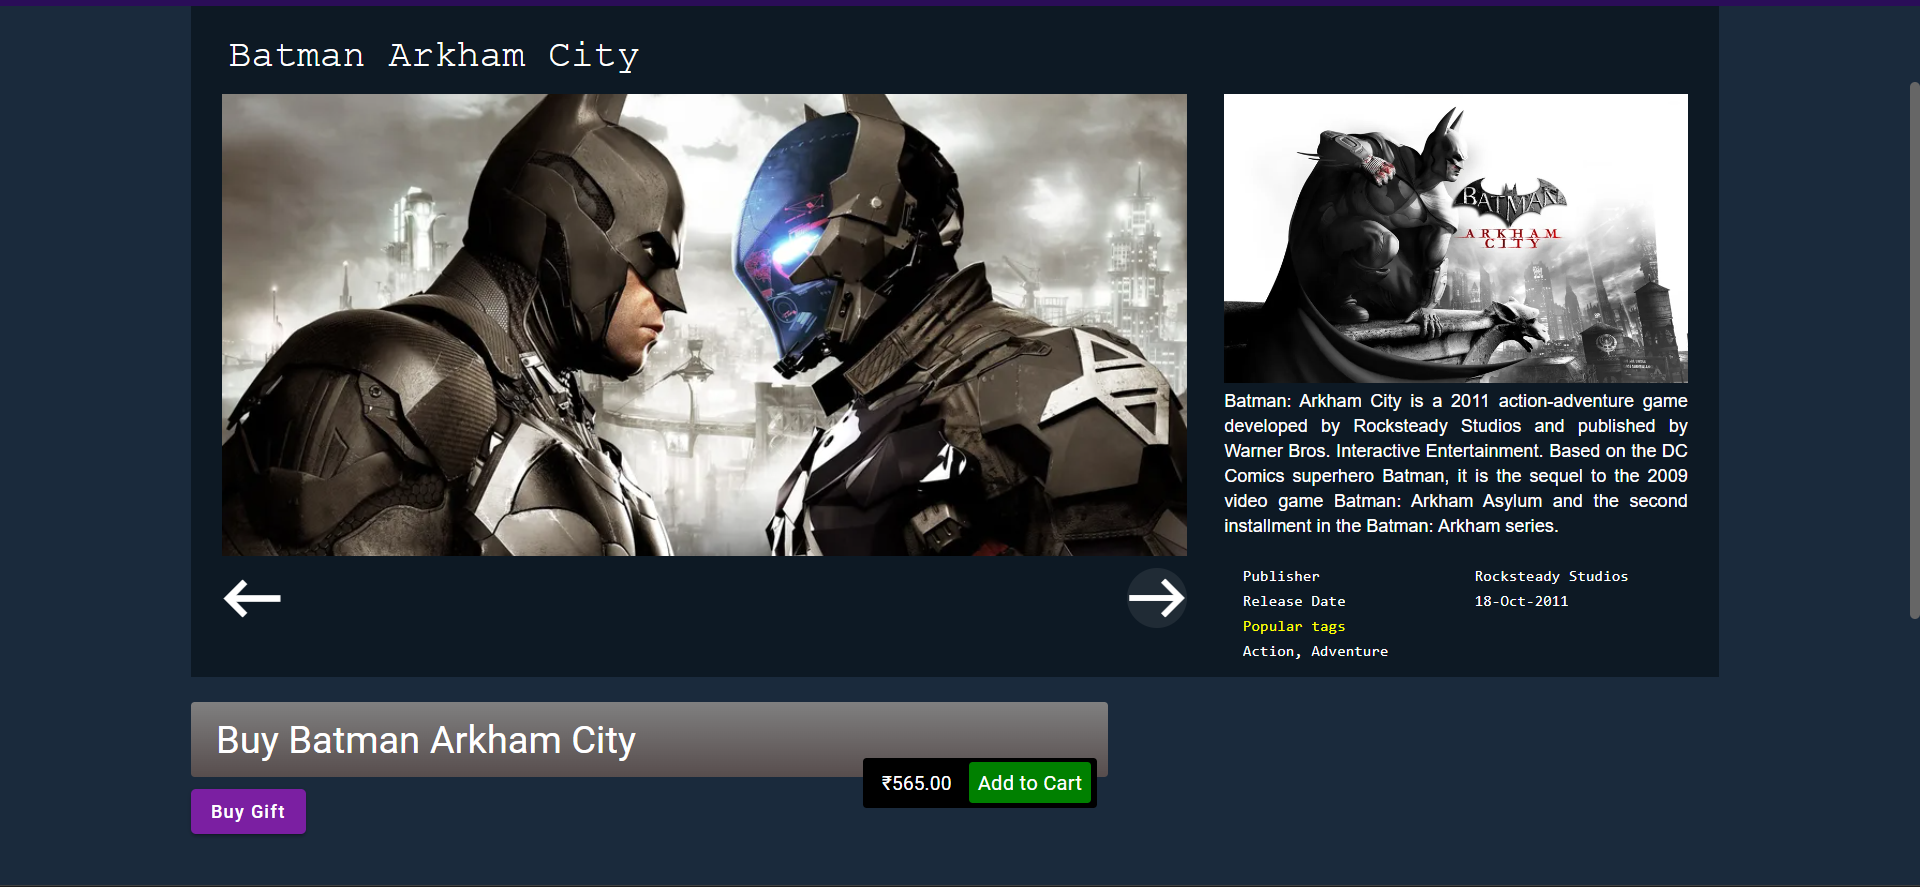 Batman Arkham City
BATMAN
ARKHAM
CITY
Batman: Arkham City is a 2011 action-adventure game
developed by Rocksteady Studios and published by
Warner Bros. Interactive Entertainment. Based on the DC
Comics superhero Batman, it is the sequel to the 2009
video game Batman: Arkham Asylum and the second
installment in the Batman: Arkham series.
Publisher Rocksteady Studios
Release Date 18-Oct-2011
Popular tags
Action, Adventure
Buy Batman Arkham City
₹565.00 Add to Cart
Buy Gift